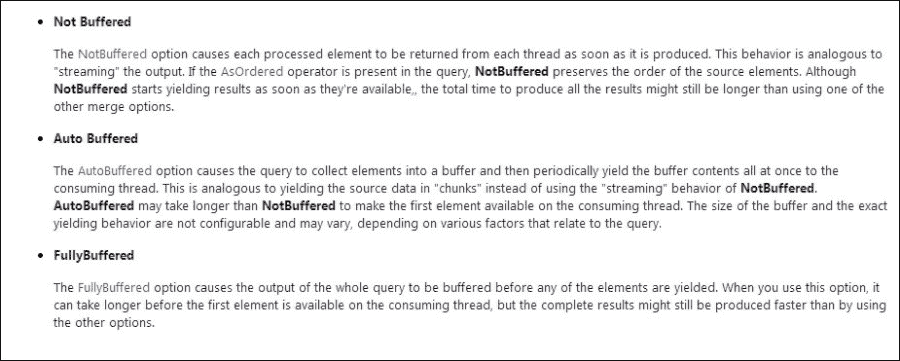 Not Buffered
The NotBuffered option causes each processed element to be returned from each thread as soon as it is produced. This behavior is analogous to
"streaming" the output. If the AsOrdered operator is present in the query, NotBuffered preserves the order of the source elements. Although
NotBuffered starts yielding results as soon as they're available,, the total time to produce all the results might still be longer than using one of the
other merge options.
Auto Buffered
The AutoBuffered option causes the query to collect elements into a buffer and then periodically yield the buffer contents all at once to the
consuming thread. This is analogous to yielding the source data in "chunks" instead of using the "streaming" behavior of NotBuffered.
AutoBuffered may take longer than NotBuffered to make the first element available on the consuming thread. The size of the buffer and the exact
yielding behavior are not configurable and may vary, depending on various factors that relate to the query.
FullyBuffered
The FullyBuffered option causes the output of the whole query to be buffered before any of the elements are yielded. When you use this option, it
can take longer before the first element is available on the consuming thread, but the complete results might still be produced faster than by using
the other options.